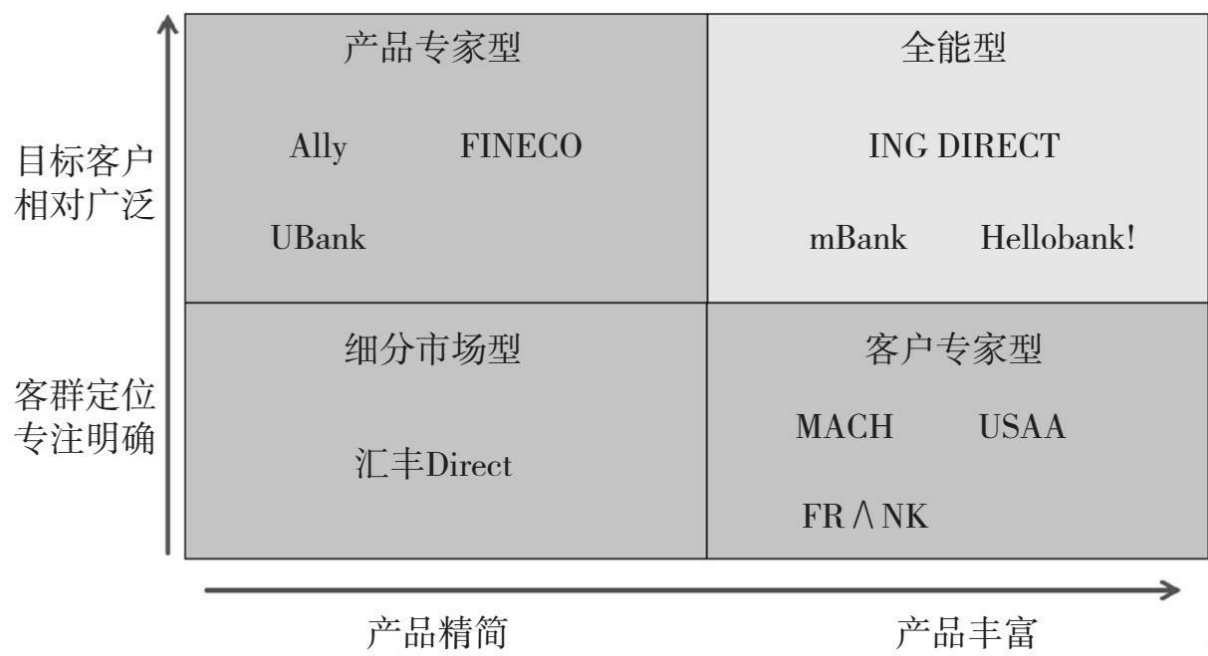 产品专家型
全能型
Ally
FINECO
ING DIRECT
目标客户
相对广泛
UBank
mBank
Hellobank!
细分市场型
客户专家型
客群定位
专注明确
MACH
USAA
汇丰Direct
FR∧NK
产品精简
产品丰富